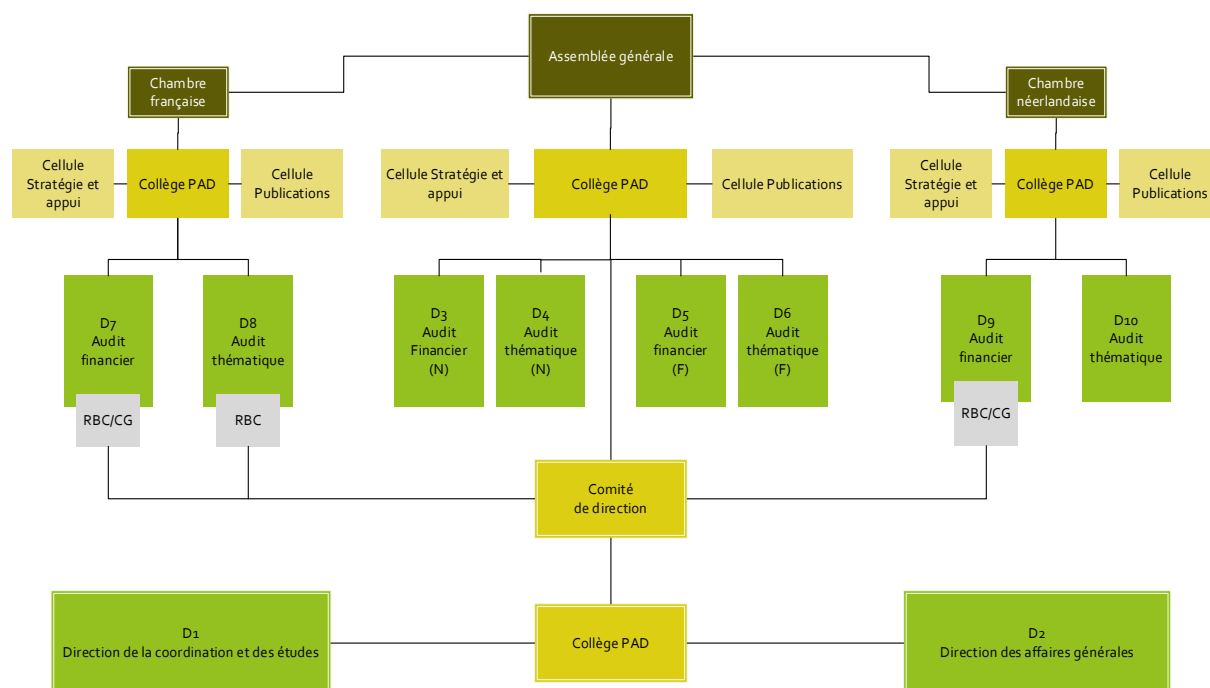 Assemblée générale
Chambre
française
Chambre
néerlandaise
Cellule
Stratégie et
appui
Collège PAD
Cellule
Publications
Cellule Stratégie et
appui
Collège PAD
Cellule Publications
Cellule
Stratégie et
appui
Collège PAD
Cellule
Publications
D7
Audit
financier
D8
Audit
thématique
D3
Audit
Financier
(N)
D4
Audit
thématique
(N)
D5
Audit
financier
(F)
D6
Audit
thématique
(F)
D9
Audit
financier
D10
Audit
thématique
RBC/CG
RBC
RBC/CG
Comité
de direction
D1
Direction de la coordination et des études
Collège PAD
D2
Direction des affaires générales